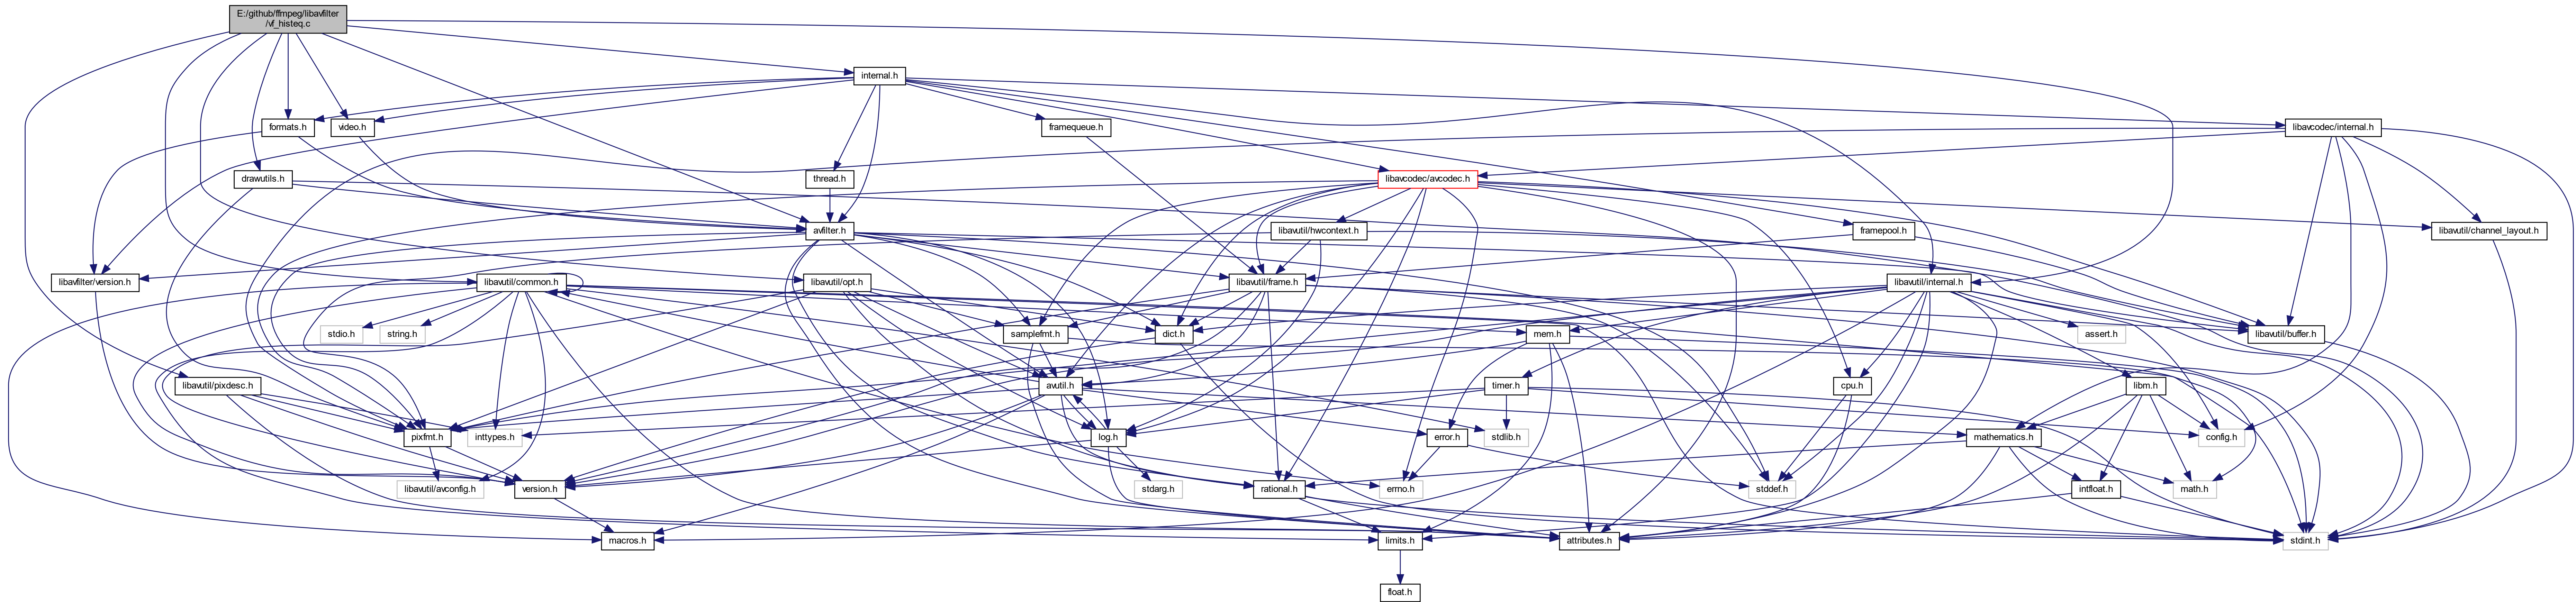 E:/github/ffmpeg/libavfilter
/vf_histeq.c
internal.h
formats.h
video.h
framequeue.h
libavcodec/internal.h
drawutils.h
thread.h
libavcodec/avcodec.h
avfilter.h
libavutil/hwcontext.h
framepool.h
libavutil/channel_layout.h
libavfilter/version.h
libavutil/common.h
libavutil/opt.h
libavutil/frame.h
libavutil/internal.h
stdio.h
string.h
samplefmt.h
dict.h
mem.h
assert.h
libavutil/buffer.h
libavutil/pixdesc.h
avutil.h
timer.h
cpu.h
libm.h
pixfmt.h
inttypes.h
log.h
error.h
stdlib.h
mathematics.h
config.h
libavutil/avconfig.h
version.h
stdarg.h
rational.h
errno.h
stddef.h
intfloat.h
math.h
macros.h
limits.h
attributes.h
stdint.h
float.h